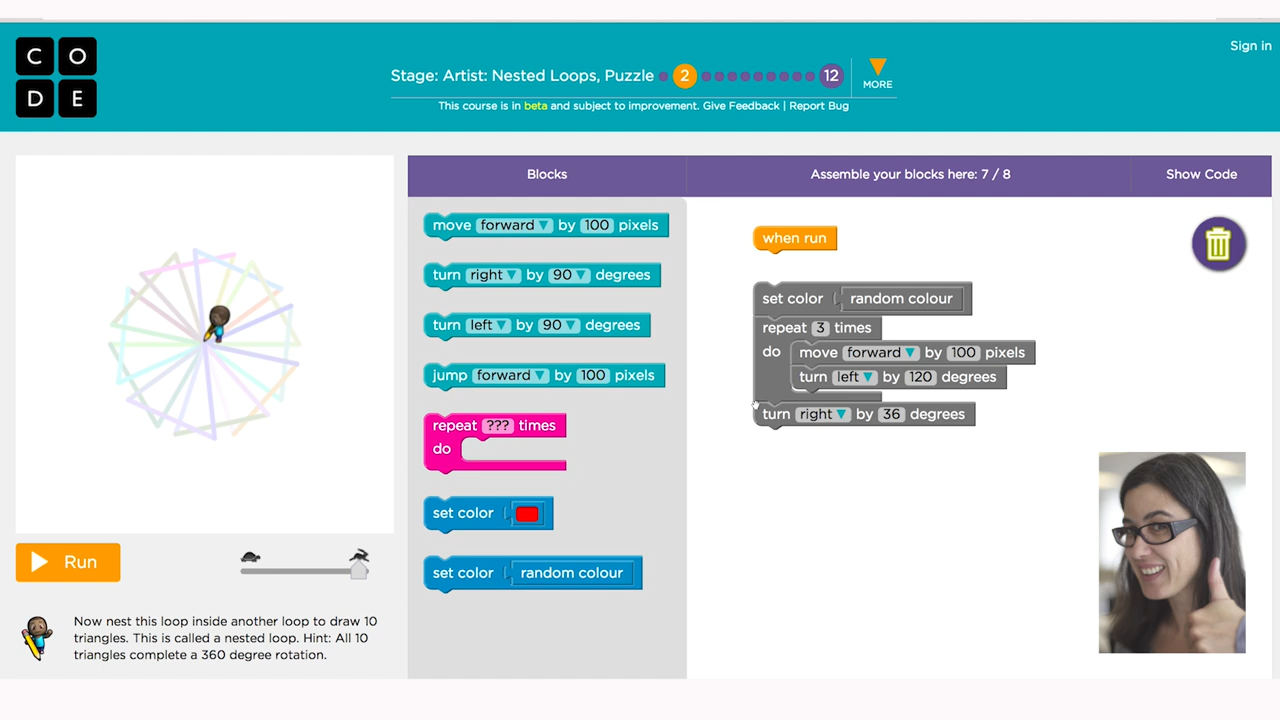 C O
D E
Stage: Artist: Nested Loops, Puzzle 2 12
MORE
This course is in beta and subject to improvement. Give Feedback | Report Bug
Sign in
Blocks
Assemble your blocks here: 7 / 8
Show Code
move forward by 100 pixels
turn right by 90 degrees
turn left by 90 degrees
jump forward by 100 pixels
repeat ??? times
do
set color
set color random colour
when run
set color random colour
repeat 3 times
do move forward by 100 pixels
turn left by 120 degrees
turn right by 36 degrees
Run
Now nest this loop inside another loop to draw 10
triangles. This is called a nested loop. Hint: All 10
triangles complete a 360 degree rotation.